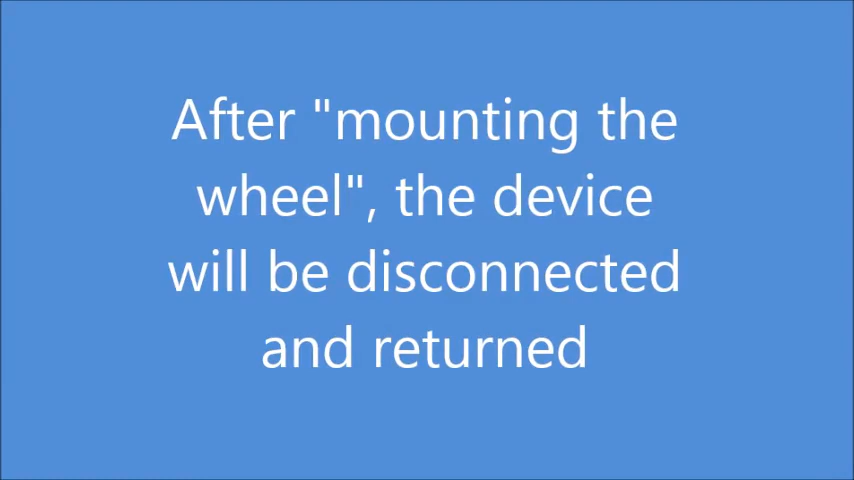 After "mounting the
wheel", the device
will be disconnected
and returned